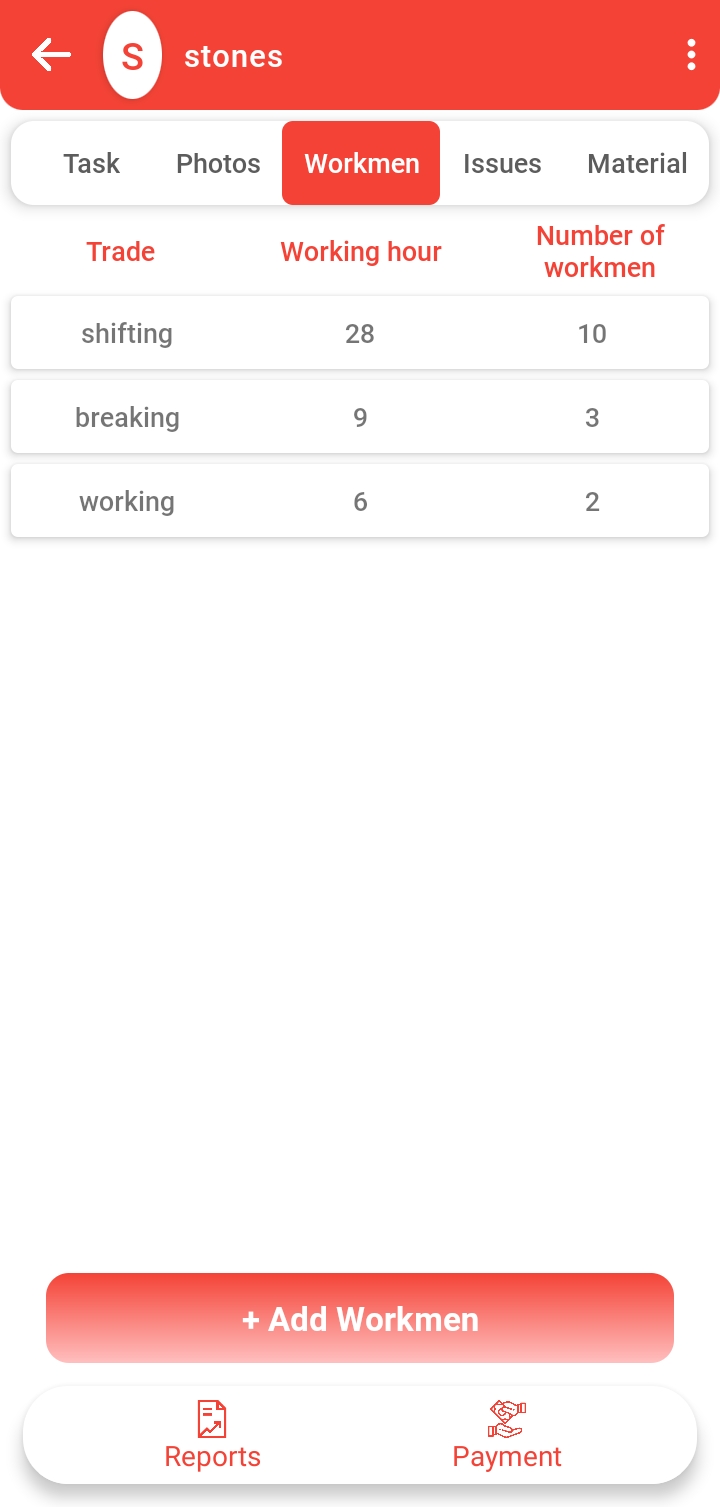 S stones
Task Photos Workmen Issues Material
Trade Working hour Number of workmen
shifting 28 10
breaking 9 3
working 6 2
+ Add Workmen
Reports Payment